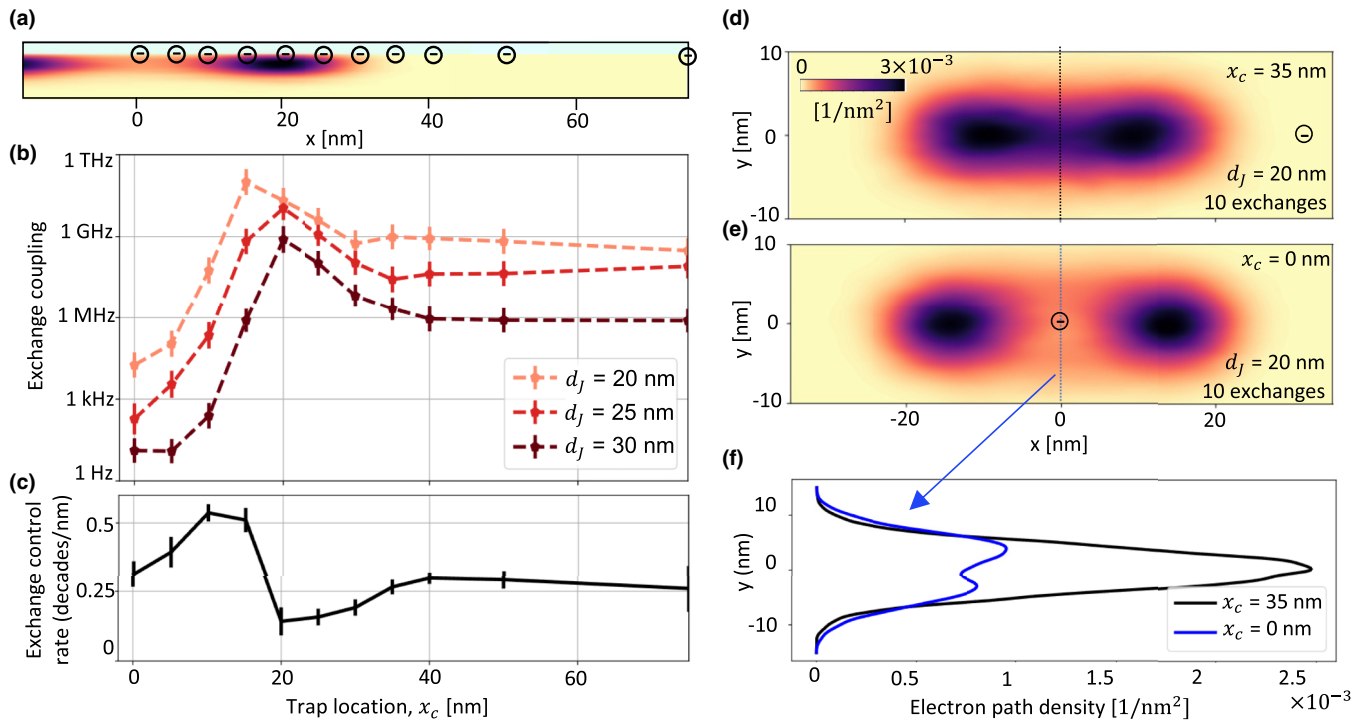 (a)
0
20
40
60
x [nm]
(b)
1 THz
1 GHz
1 MHz
1 kHz
1 Hz
Exchange coupling
d_J = 20 nm
d_J = 25 nm
d_J = 30 nm
(c)
0.5
0.25
0
Exchange control
rate (decades/nm)
0
20
40
60
Trap location, x_c [nm]
(d)
10
0
-10
y [nm]
0
3×10⁻³
[1/nm²]
x_c = 35 nm
d_J = 20 nm
10 exchanges
-20
0
20
(e)
10
0
-10
y [nm]
x_c = 0 nm
d_J = 20 nm
10 exchanges
-20
0
20
x [nm]
(f)
10
0
-10
y (nm)
x_c = 35 nm
x_c = 0 nm
0
0.5
1
1.5
2
2.5
×10⁻³
Electron path density [1/nm²]